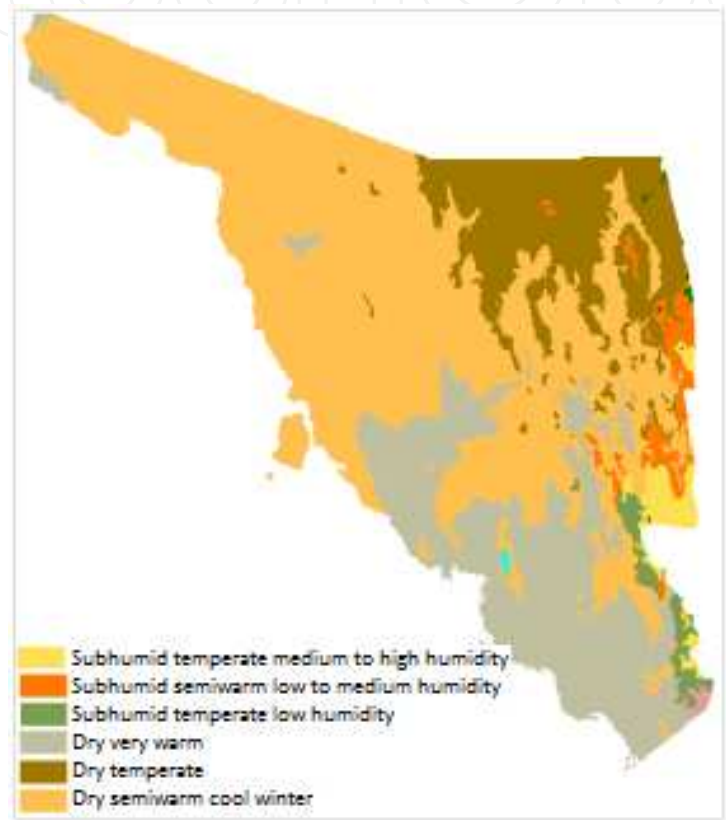 Subhumid temperate medium to high humidity
Subhumid semiwarm low to medium humidity
Subhumid temperate low humidity
Dry very warm
Dry temperate
Dry semiwarm cool winter